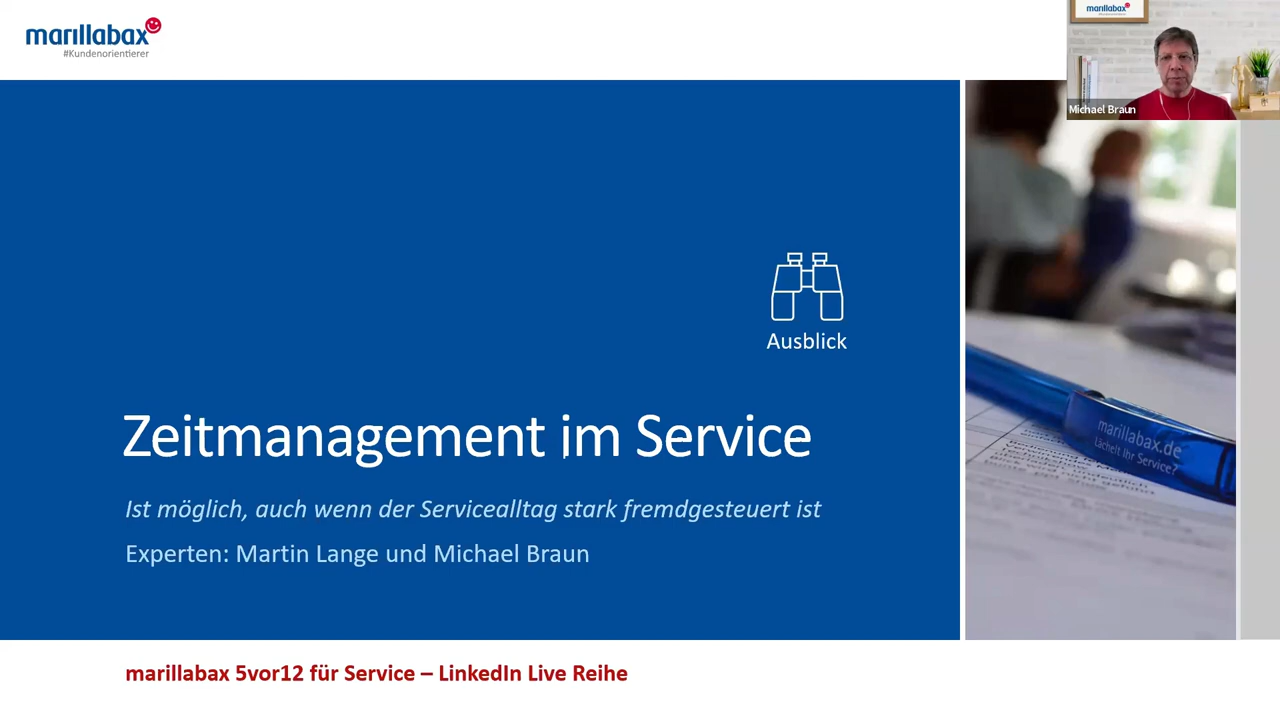 marillabax
#Kundenorientierer
marillabax
Michael Braun
Ausblick
Zeitmanagement im Service
Ist möglich, auch wenn der Servicealltag stark fremdgesteuert ist
Experten: Martin Lange und Michael Braun
marillabax.de
Lächelt Ihr Service?
marillabax 5vor12 für Service – LinkedIn Live Reihe